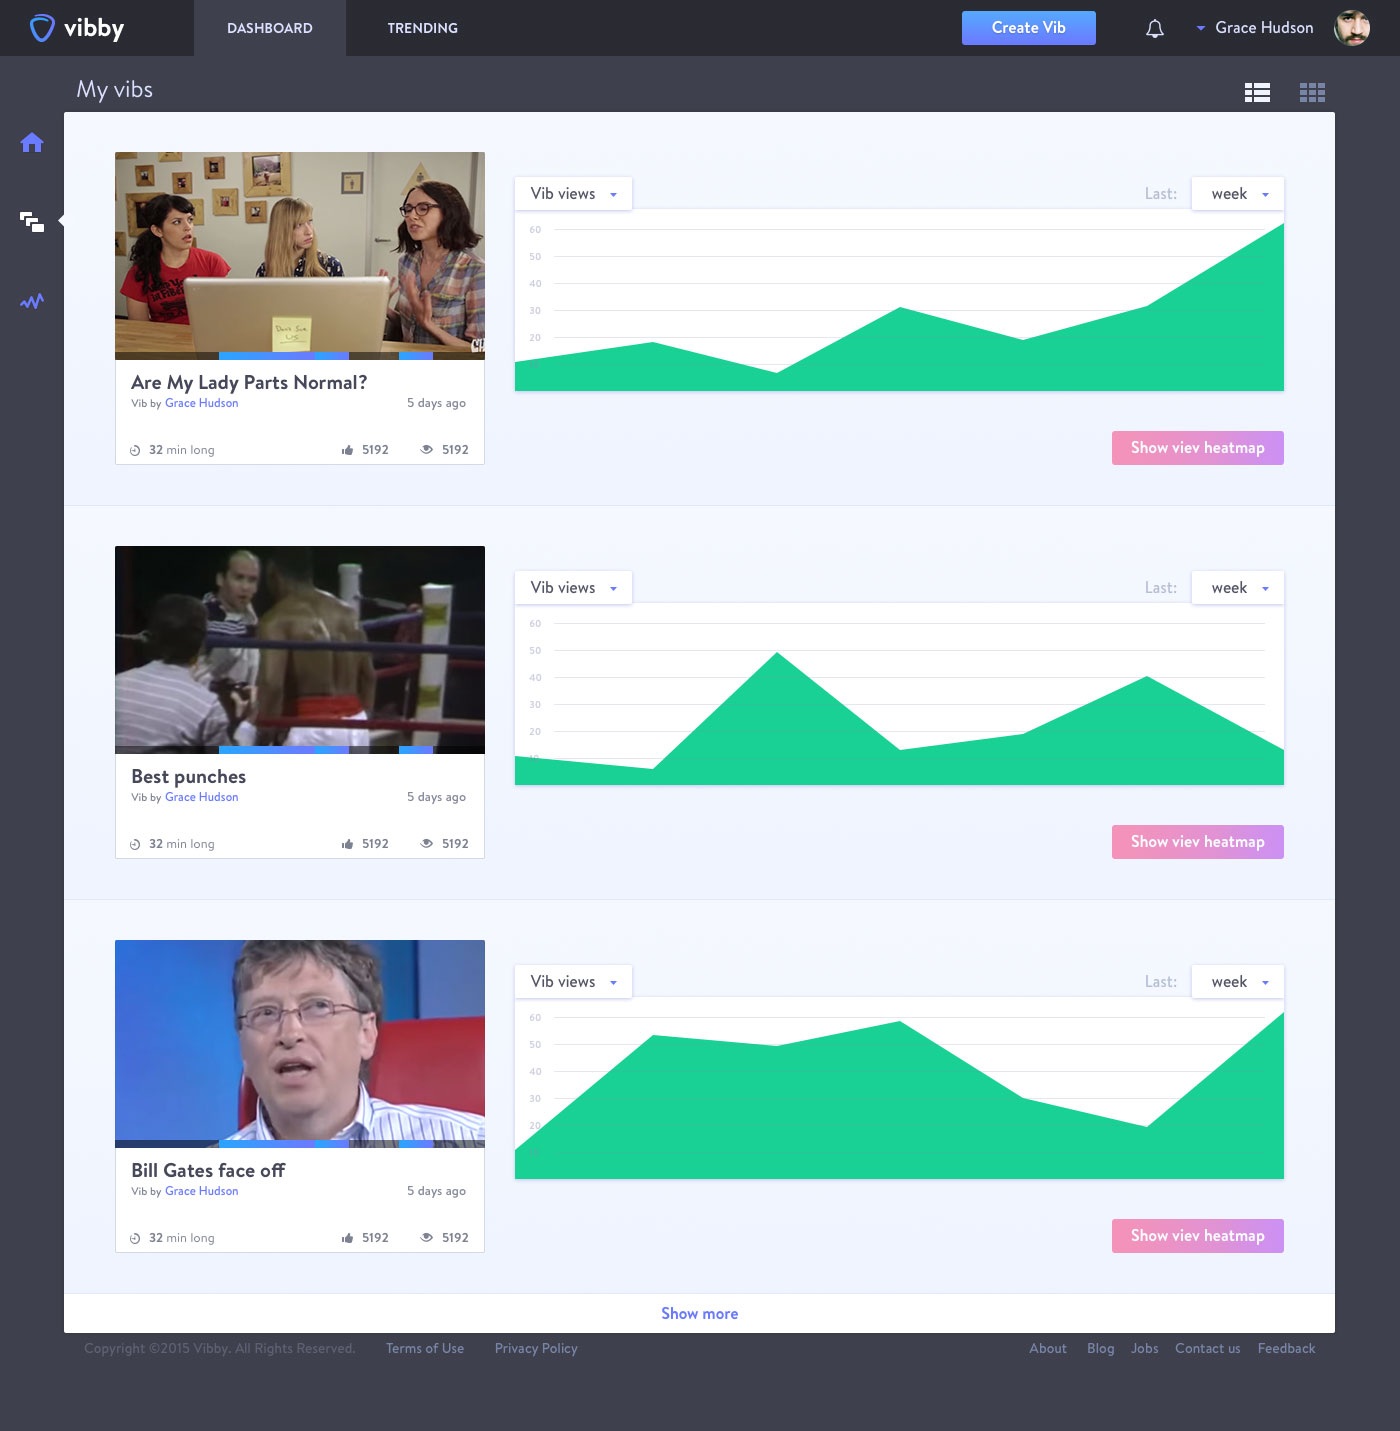 vibby
DASHBOARD
TRENDING
Create Vib
Grace Hudson
My vibs
Vib views
Last:
week
60
50
40
30
20
Are My Lady Parts Normal?
Vib by Grace Hudson
5 days ago
32 min long
5192
5192
Show viev heatmap
Vib views
Last:
week
60
50
40
30
20
10
Best punches
Vib by Grace Hudson
5 days ago
32 min long
5192
5192
Show viev heatmap
Vib views
Last:
week
60
50
40
30
20
Bill Gates face off
Vib by Grace Hudson
5 days ago
32 min long
5192
5192
Show viev heatmap
Show more
Copyright ©2015 Vibby. All Rights Reserved.
Terms of Use
Privacy Policy
About
Blog
Jobs
Contact us
Feedback